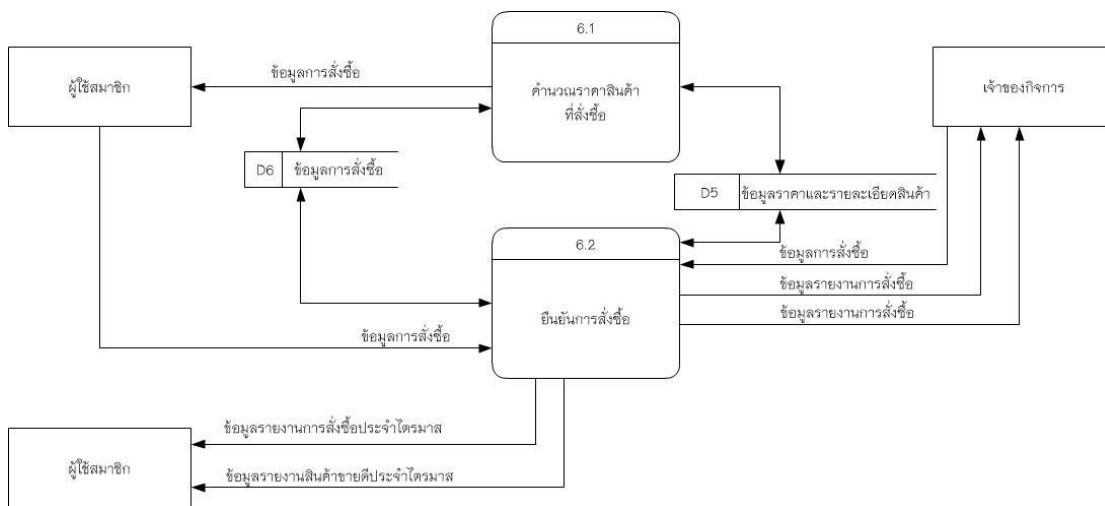 6.1
ผู้ใช้สมาชิก
ข้อมูลการสั่งซื้อ
คำนวณราคาสินค้า
ที่สั่งซื้อ
เจ้าของกิจการ
D6 ข้อมูลการสั่งซื้อ
D5 ข้อมูลราคาและรายละเอียดสินค้า
6.2
ข้อมูลการสั่งซื้อ
ข้อมูลรายงานการสั่งซื้อ
ยืนยันการสั่งซื้อ
ข้อมูลรายงานการสั่งซื้อ
ข้อมูลการสั่งซื้อ
ข้อมูลรายงานการสั่งซื้อประจำไตรมาส
ผู้ใช้สมาชิก
ข้อมูลรายงานสินค้าขายดีประจำไตรมาส